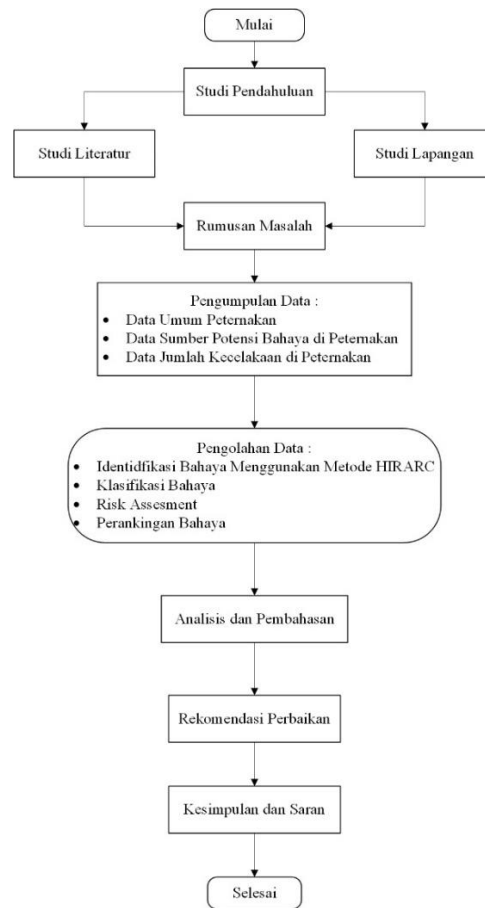 Mulai
Studi Pendahuluan
Studi Literatur
Studi Lapangan
Rumusan Masalah
Pengumpulan Data :
• Data Umum Peternakan
• Data Sumber Potensi Bahaya di Peternakan
• Data Jumlah Kecelakaan di Peternakan
Pengolahan Data :
• Identidfikasi Bahaya Menggunakan Metode HIRARC
• Klasifikasi Bahaya
• Risk Assesment
• Perankingan Bahaya
Analisis dan Pembahasan
Rekomendasi Perbaikan
Kesimpulan dan Saran
Selesai